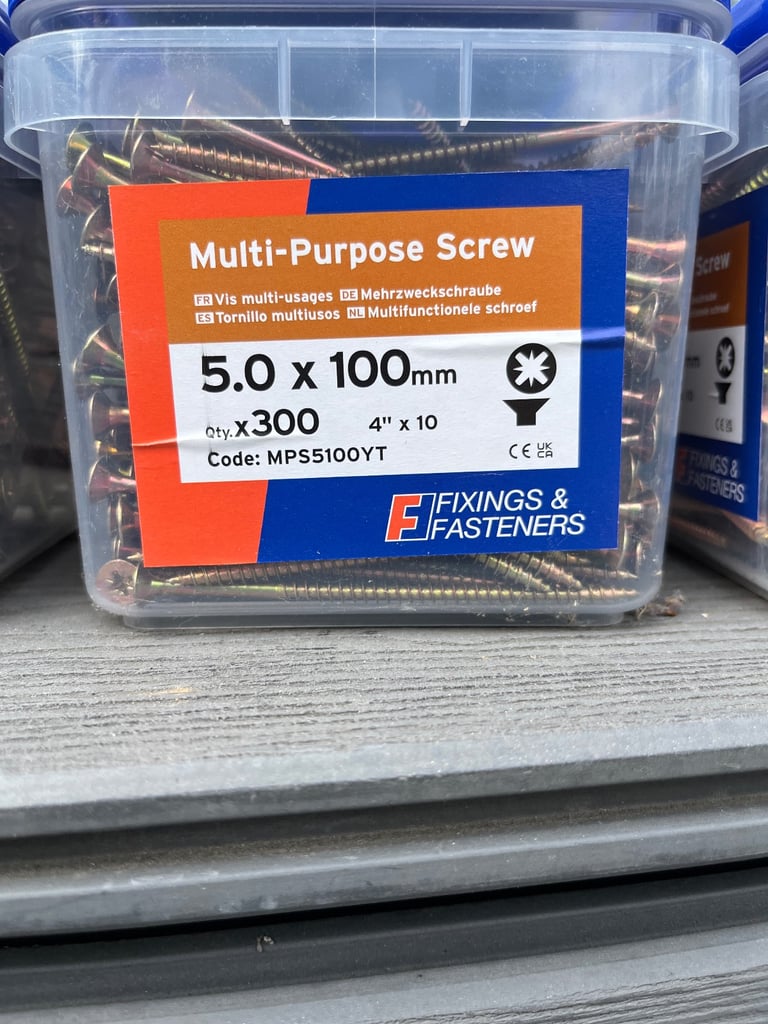 Multi-Purpose Screw
FR Vis multi-usages DE Mehrzweckschraube
ES Tornillo multiusos NL Multifunctionele schroef
5.0 x 100mm
Qty.x300 4" x 10
Code: MPS5100YT
CE UK
CA
F FIXINGS &
FASTENERS
Screw
FIXINGS &
FASTENERS